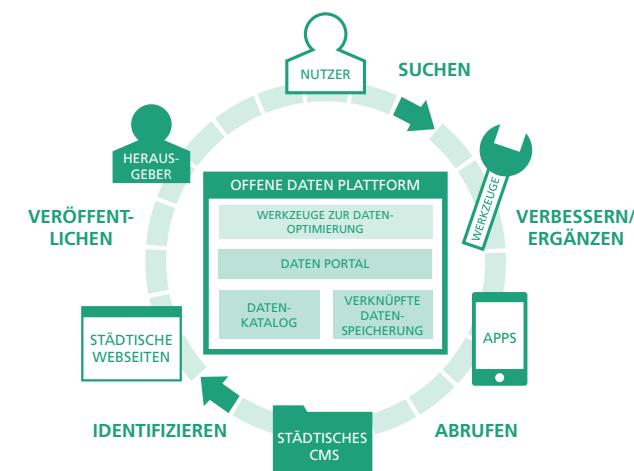 NUTZER
SUCHEN
HERAUS-
GEBER
OFFENE DATEN PLATTFORM
WERKZEUGE ZUR DATEN-
OPTIMIERUNG
DATEN PORTAL
DATEN-
KATALOG
VERKNÜPFTE
DATEN-
SPEICHERUNG
WERKZEUGE
VERÖFFENT-
LICHEN
VERBESSERN/
ERGÄNZEN
STÄDTISCHE
WEBSEITEN
APPS
IDENTIFIZIEREN
ABRUFEN
STÄDTISCHES
CMS